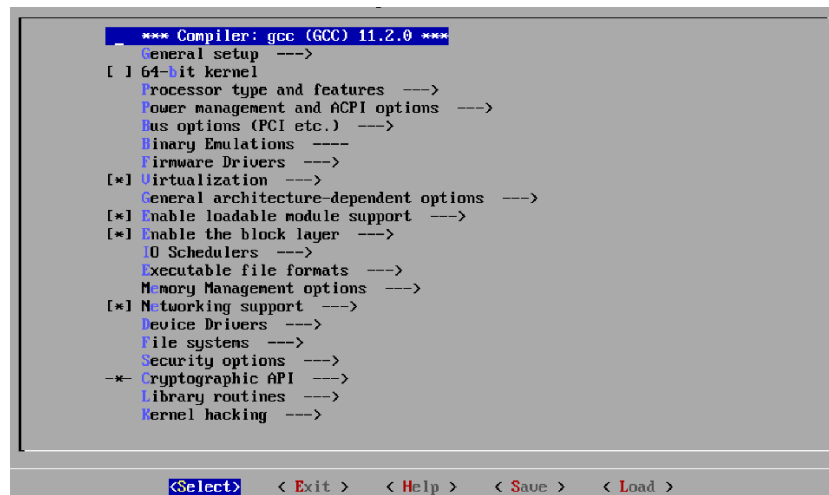 *** Compiler: gcc (GCC) 11.2.0 ***
General setup --->
[ ] 64-bit kernel
Processor type and features --->
Power management and ACPI options --->
Bus options (PCI etc.) --->
Binary Emulations ----
Firmware Drivers --->
[*] Virtualization --->
General architecture-dependent options --->
[*] Enable loadable module support --->
[*] Enable the block layer --->
IO Schedulers --->
Executable file formats --->
Memory Management options --->
[*] Networking support --->
Device Drivers --->
File systems --->
Security options --->
-*- Cryptographic API --->
Library routines --->
Kernel hacking --->
<Select> < Exit > < Help > < Save > < Load >